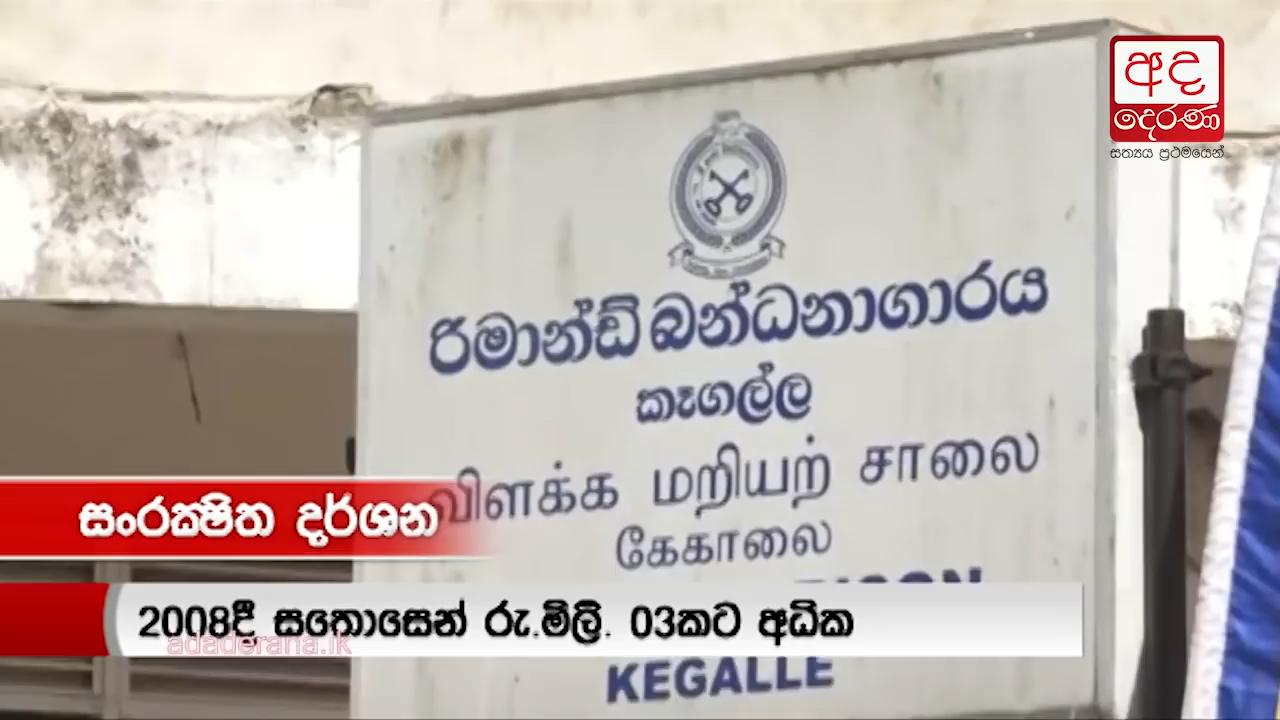 අද
දෙරණ
සත්‍යය ප්‍රථමයෙන්
රිමාන්ඩ් බන්ධනාගාරය
කෑගල්ල
விளக்க மறியற் சாலை
கேகாலை
සංරක්‍ෂිත දර්ශන
2008දී සතොසෙන් රු.මිලි. 03කට අධික
adaderana.lk
KEGALLE